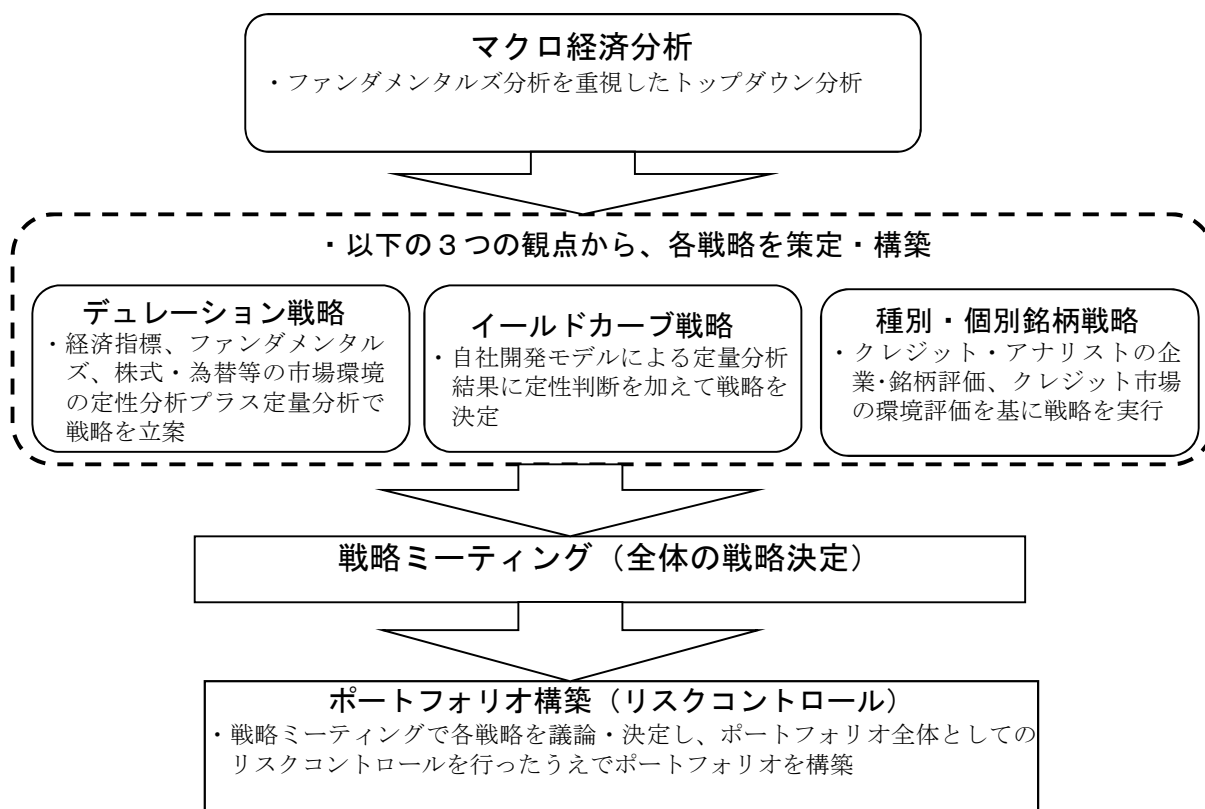 マクロ経済分析
・ファンダメンタルズ分析を重視したトップダウン分析
・以下の３つの観点から、各戦略を策定・構築
デュレーション戦略
・経済指標、ファンダメンタル
ズ、株式・為替等の市場環境
の定性分析プラス定量分析で
戦略を立案
イールドカーブ戦略
・自社開発モデルによる定量分析
結果に定性判断を加えて戦略を
決定
種別・個別銘柄戦略
・クレジット・アナリストの企
業・銘柄評価、クレジット市場
の環境評価を基に戦略を実行
戦略ミーティング（全体の戦略決定）
ポートフォリオ構築（リスクコントロール）
・戦略ミーティングで各戦略を議論・決定し、ポートフォリオ全体としての
リスクコントロールを行ったうえでポートフォリオを構築